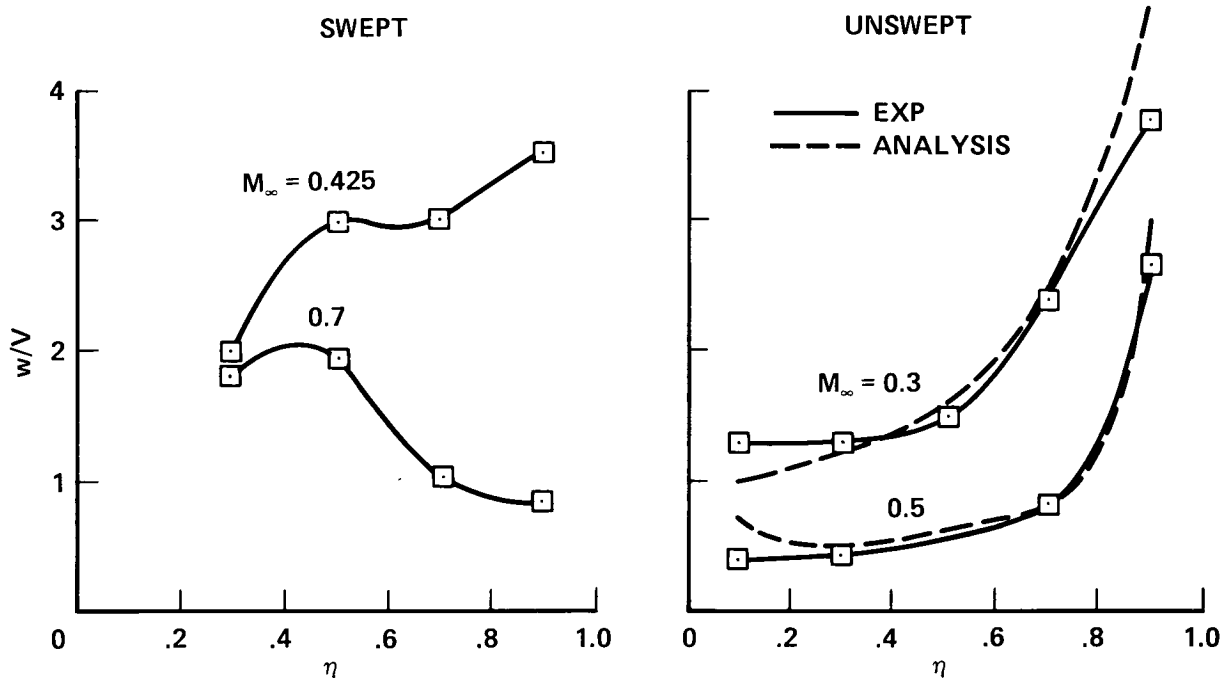 SWEPT
4
3
2
1
0
w/V
M∞ = 0.425
0.7
.2
.4
.6
.8
1.0
η
UNSWEPT
EXP
ANALYSIS
M∞ = 0.3
0.5
0
.2
.4
.6
.8
1.0
η